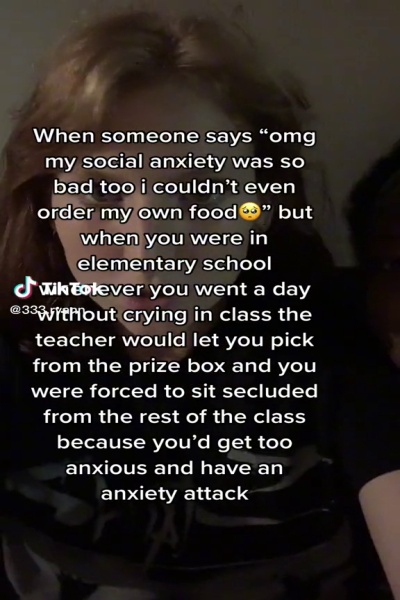 When someone says “omg
my social anxiety was so
bad too i couldn’t even
order my own food🥺” but
when you were in
elementary school
whenever you went a day
without crying in class the
teacher would let you pick
from the prize box and you
were forced to sit secluded
from the rest of the class
because you’d get too
anxious and have an
anxiety attack
TikTok